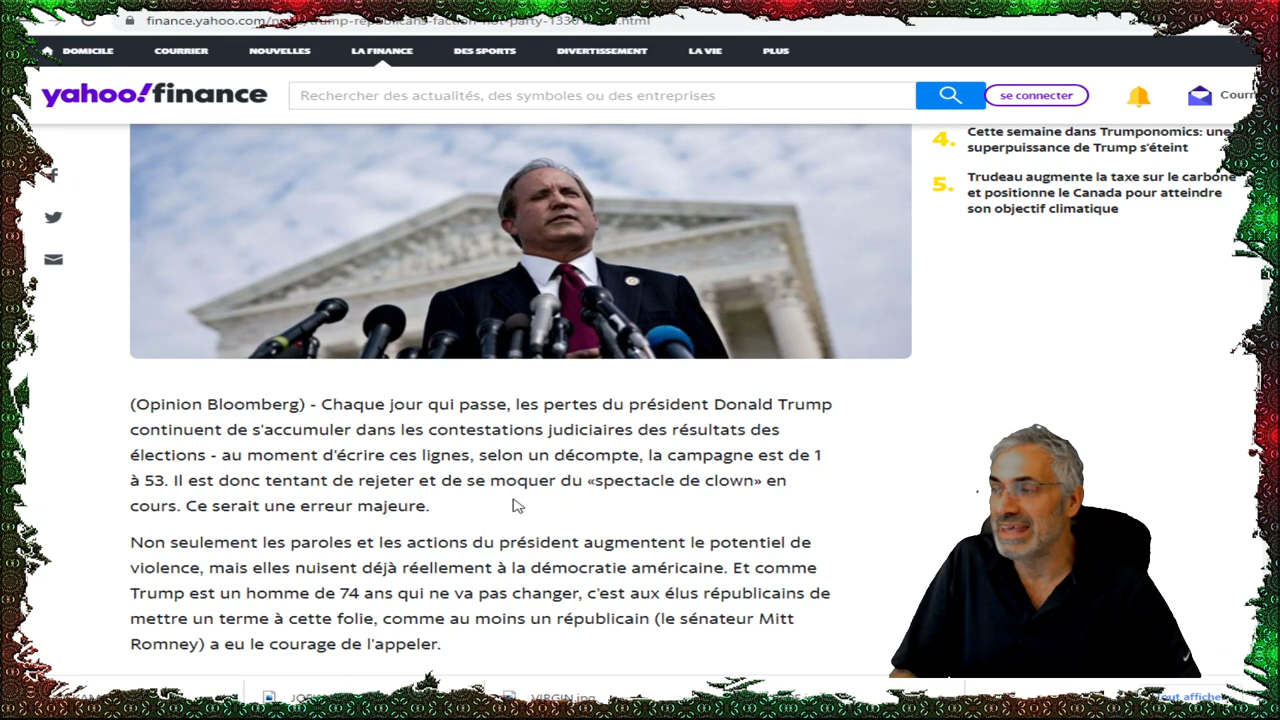 finance.yahoo.com/
DOMICILE COURRIER NOUVELLES LA FINANCE DES SPORTS DIVERTISSEMENT LA VIE PLUS
yahoo!finance
Rechercher des actualités, des symboles ou des entreprises
se connecter
4. Cette semaine dans Trumponomics: une
superpuissance de Trump s'éteint
5. Trudeau augmente la taxe sur le carbone
et positionne le Canada pour atteindre
son objectif climatique
(Opinion Bloomberg) - Chaque jour qui passe, les pertes du président Donald Trump
continuent de s'accumuler dans les contestations judiciaires des résultats des
élections - au moment d'écrire ces lignes, selon un décompte, la campagne est de 1
à 53. Il est donc tentant de rejeter et de se moquer du «spectacle de clown» en
cours. Ce serait une erreur majeure.
Non seulement les paroles et les actions du président augmentent le potentiel de
violence, mais elles nuisent déjà réellement à la démocratie américaine. Et comme
Trump est un homme de 74 ans qui ne va pas changer, c'est aux élus républicains de
mettre un terme à cette folie, comme au moins un républicain (le sénateur Mitt
Romney) a eu le courage de l'appeler.
VIRGIN.jpg